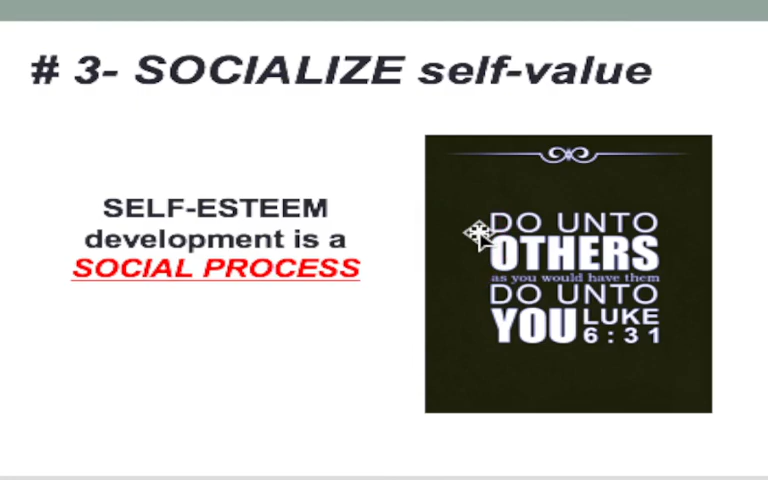 # 3- SOCIALIZE self-value
SELF-ESTEEM
development is a
SOCIAL PROCESS
DO UNTO
OTHERS
as you would have them
DO UNTO
YOU LUKE
6:31